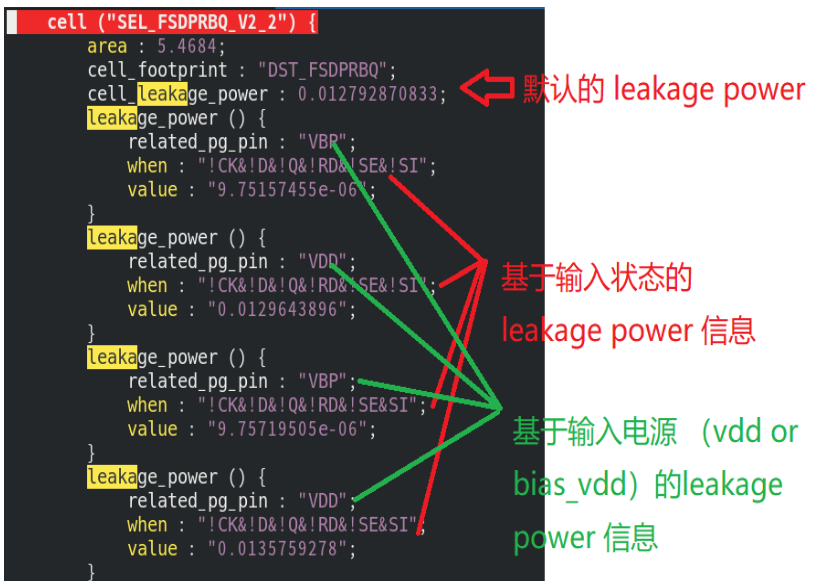 cell ("SEL_FSDPRBQ_V2_2") {
area : 5.4684;
cell_footprint : "DST_FSDPRBQ";
cell_leakage_power : 0.012792870833;
默认的 leakage power
leakage_power () {
related_pg_pin : "VBP";
when : "!CK&!D&!Q&!RD&!SE&!SI";
value : "9.75157455e-06";
}
leakage_power () {
related_pg_pin : "VDD";
when : "!CK&!D&!Q&!RD&!SE&!SI";
value : "0.0129643896";
}
leakage_power () {
related_pg_pin : "VBP";
when : "!CK&!D&!Q&!RD&!SE&SI";
value : "9.75719505e-06";
}
leakage_power () {
related_pg_pin : "VDD";
when : "!CK&!D&!Q&!RD&!SE&SI";
value : "0.0135759278";
}
基于输入状态的
leakage power 信息
基于输入电源 （vdd or
bias_vdd）的leakage
power 信息